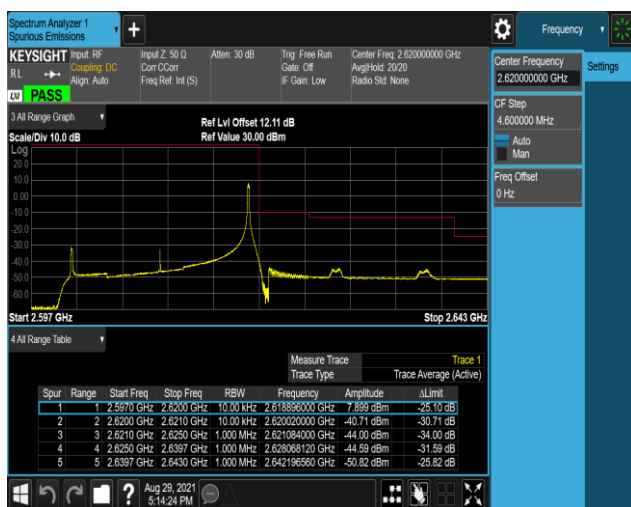 Spectrum Analyzer 1
Spurious Emissions
+
Frequency
KEYSIGHT Input: RF Input Z: 50 Ω Atten: 30 dB Trig: Free Run Center Freq: 2.620000000 GHz
RL Coupling: DC Corr CCorr Gate: Off Avg|Hold: 20/20
Align: Auto Freq Ref: Int (S) IF Gain: Low Radio Std: None
LXI PASS
3 All Range Graph
Ref Lvl Offset 12.11 dB
Scale/Div 10.0 dB Ref Value 30.00 dBm
Log
20.0
10.0
0.00
-10.0
-20.0
-30.0
-40.0
-50.0
-60.0
Start 2.597 GHz Stop 2.643 GHz
4 All Range Table
Measure Trace Trace 1
Trace Type Trace Average (Active)
Spur Range Start Freq Stop Freq RBW Frequency Amplitude ΔLimit
1 1 2.5970 GHz 2.6200 GHz 10.00 kHz 2.618896000 GHz 7.899 dBm -25.10 dB
2 2 2.6200 GHz 2.6210 GHz 10.00 kHz 2.620020000 GHz -40.71 dBm -30.71 dB
3 3 2.6210 GHz 2.6250 GHz 1.000 MHz 2.621084000 GHz -44.00 dBm -34.00 dB
4 4 2.6250 GHz 2.6397 GHz 1.000 MHz 2.628068120 GHz -44.59 dBm -31.59 dB
5 5 2.6397 GHz 2.6430 GHz 1.000 MHz 2.642196560 GHz -50.82 dBm -25.82 dB
? Aug 29, 2021
5:14:24 PM
Center Frequency
2.620000000 GHz
Settings
CF Step
4.600000 MHz
Auto
Man
Freq Offset
0 Hz